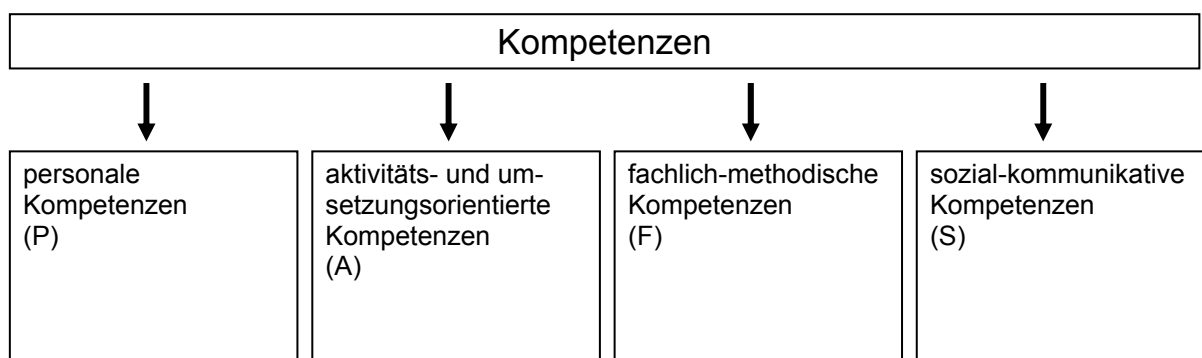 Kompetenzen
personale
Kompetenzen
(P)
aktivitäts- und um-
setzungsorientierte
Kompetenzen
(A)
fachlich-methodische
Kompetenzen
(F)
sozial-kommunikative
Kompetenzen
(S)